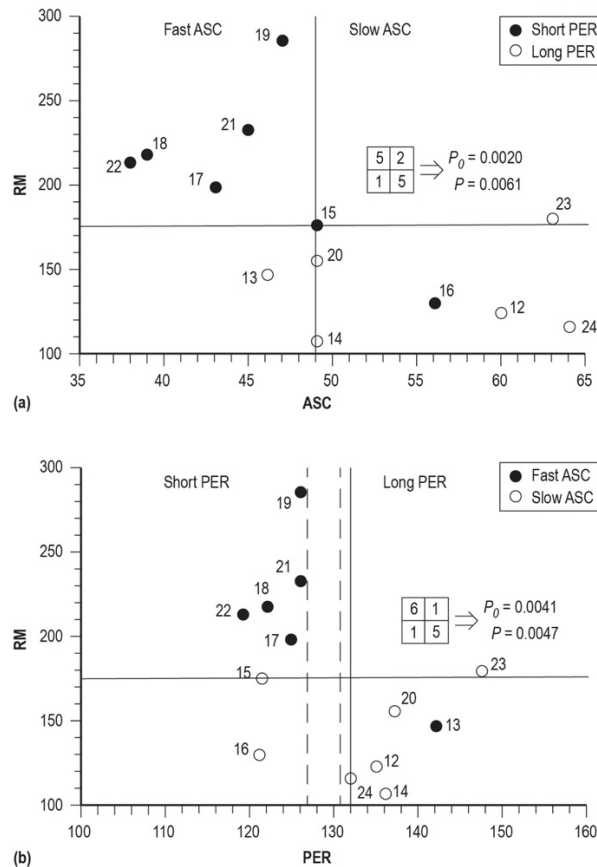 300
250
200
150
100
RM
Fast ASC
Slow ASC
Short PER
Long PER
19
21
18
22
17
15
20
13
14
16
12
23
24
5 2
1 5
P0 = 0.0020
P = 0.0061
35 40 45 50 55 60 65
(a)
ASC
300
250
200
150
100
RM
Short PER
Long PER
Fast ASC
Slow ASC
19
21
18
22
17
15
16
23
20
13
12
24
14
6 1
1 5
P0 = 0.0041
P = 0.0047
100 110 120 130 140 150 160
(b)
PER